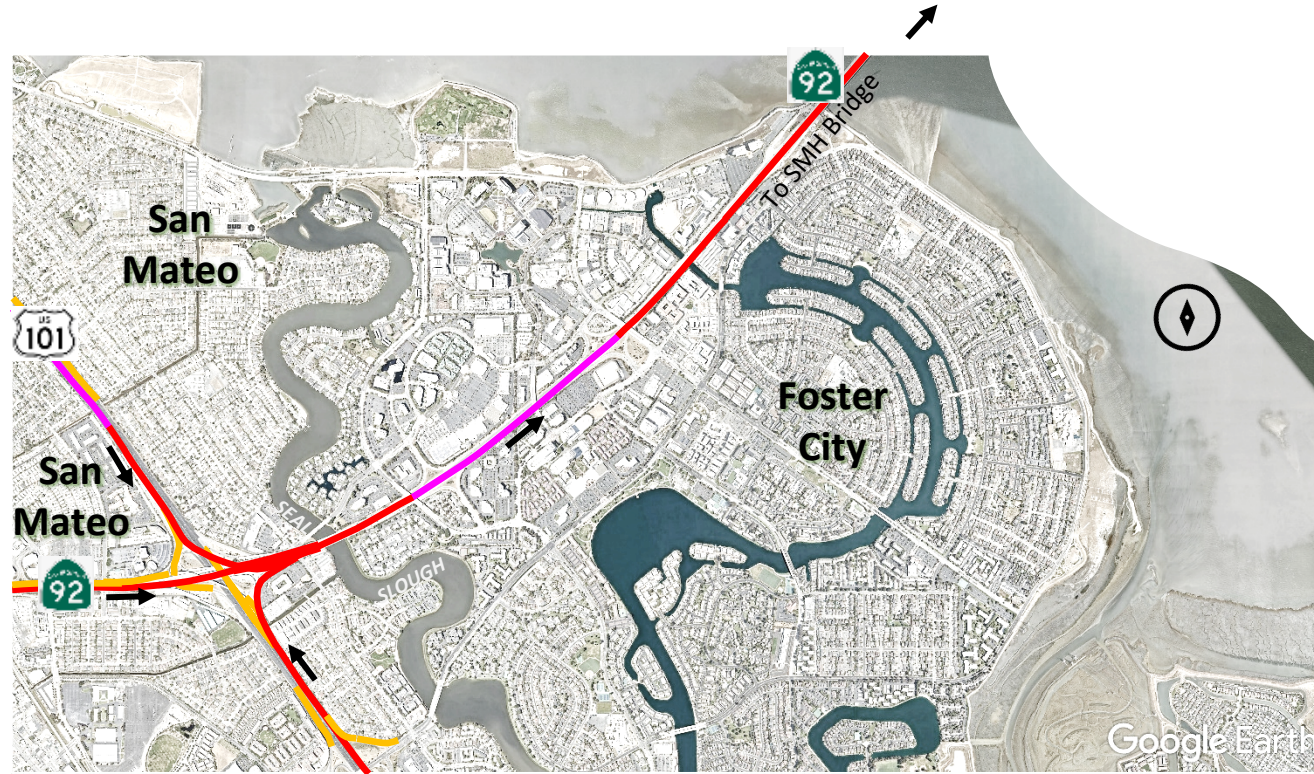 92
To SMH Bridge
San
Mateo
US
101
Foster
City
San
Mateo
SEAL
SLOUGH
92
Google Earth